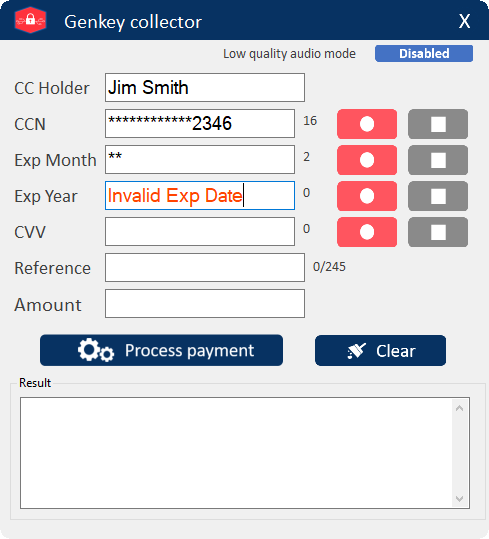 Genkey collector X
Low quality audio mode Disabled
CC Holder Jim Smith
CCN ************2346 16
Exp Month ** 2
Exp Year Invalid Exp Date 0
CVV 0
Reference 0/245
Amount
Process payment Clear
Result